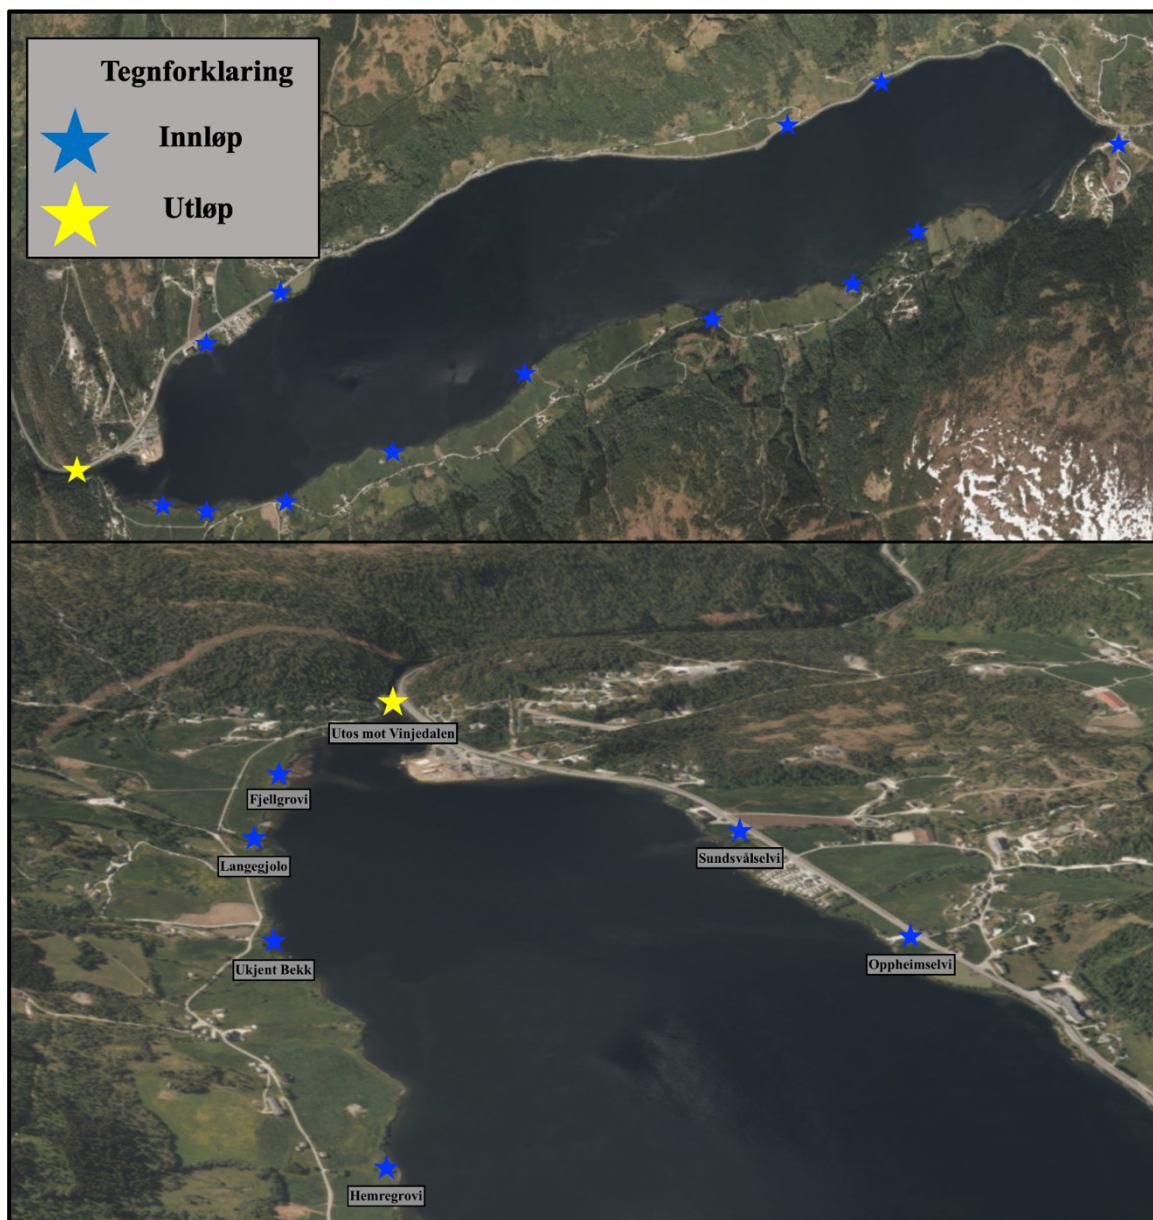 Tegnforklaring
Innløp
Utløp
Utos mot Vinjedalen
Fjellgrovi
Langegjolo
Sundsvålselvi
Ukjent Bekk
Oppheimselvi
Hemregrovi